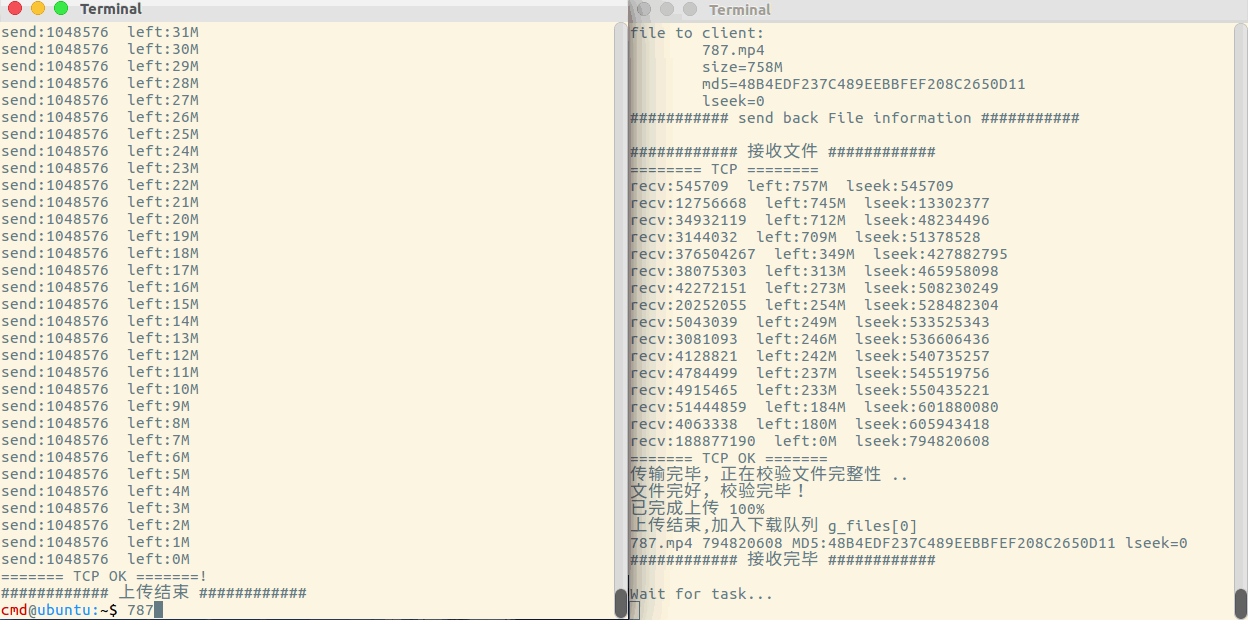 Terminal
send:1048576  left:31M
send:1048576  left:30M
send:1048576  left:29M
send:1048576  left:28M
send:1048576  left:27M
send:1048576  left:26M
send:1048576  left:25M
send:1048576  left:24M
send:1048576  left:23M
send:1048576  left:22M
send:1048576  left:21M
send:1048576  left:20M
send:1048576  left:19M
send:1048576  left:18M
send:1048576  left:17M
send:1048576  left:16M
send:1048576  left:15M
send:1048576  left:14M
send:1048576  left:13M
send:1048576  left:12M
send:1048576  left:11M
send:1048576  left:10M
send:1048576  left:9M
send:1048576  left:8M
send:1048576  left:7M
send:1048576  left:6M
send:1048576  left:5M
send:1048576  left:4M
send:1048576  left:3M
send:1048576  left:2M
send:1048576  left:1M
send:1048576  left:0M
======= TCP OK =======!
############ 上传结束 ############
cmd@ubuntu:~$ 787
Terminal
file to client:
787.mp4
size=758M
md5=48B4EDF237C489EEBBFEF208C2650D11
lseek=0
########### send back File information ###########
############ 接收文件 ############
======== TCP ========
recv:545709  left:757M  lseek:545709
recv:12756668  left:745M  lseek:13302377
recv:34932119  left:712M  lseek:48234496
recv:3144032  left:709M  lseek:51378528
recv:376504267  left:349M  lseek:427882795
recv:38075303  left:313M  lseek:465958098
recv:42272151  left:273M  lseek:508230249
recv:20252055  left:254M  lseek:528482304
recv:5043039  left:249M  lseek:533525343
recv:3081093  left:246M  lseek:536606436
recv:4128821  left:242M  lseek:540735257
recv:4784499  left:237M  lseek:545519756
recv:4915465  left:233M  lseek:550435221
recv:51444859  left:184M  lseek:601880080
recv:4063338  left:180M  lseek:605943418
recv:188877190  left:0M  lseek:794820608
======= TCP OK =======
传输完毕，正在校验文件完整性 ..
文件完好，校验完毕！
已完成上传 100%
上传结束,加入下载队列 g_files[0]
787.mp4 794820608 MD5:48B4EDF237C489EEBBFEF208C2650D11 lseek=0
############ 接收完毕 ############
Wait for task...